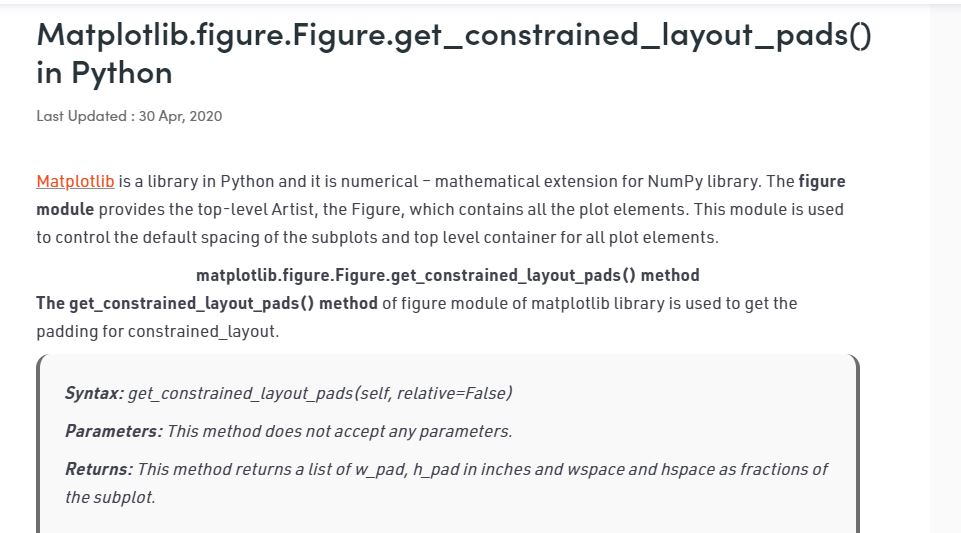 Matplotlib.figure.Figure.get_constrained_layout_pads()
in Python
Last Updated : 30 Apr, 2020
Matplotlib is a library in Python and it is numerical – mathematical extension for NumPy library. The figure
module provides the top-level Artist, the Figure, which contains all the plot elements. This module is used
to control the default spacing of the subplots and top level container for all plot elements.
matplotlib.figure.Figure.get_constrained_layout_pads() method
The get_constrained_layout_pads() method of figure module of matplotlib library is used to get the
padding for constrained_layout.
Syntax: get_constrained_layout_pads(self, relative=False)
Parameters: This method does not accept any parameters.
Returns: This method returns a list of w_pad, h_pad in inches and wspace and hspace as fractions of
the subplot.